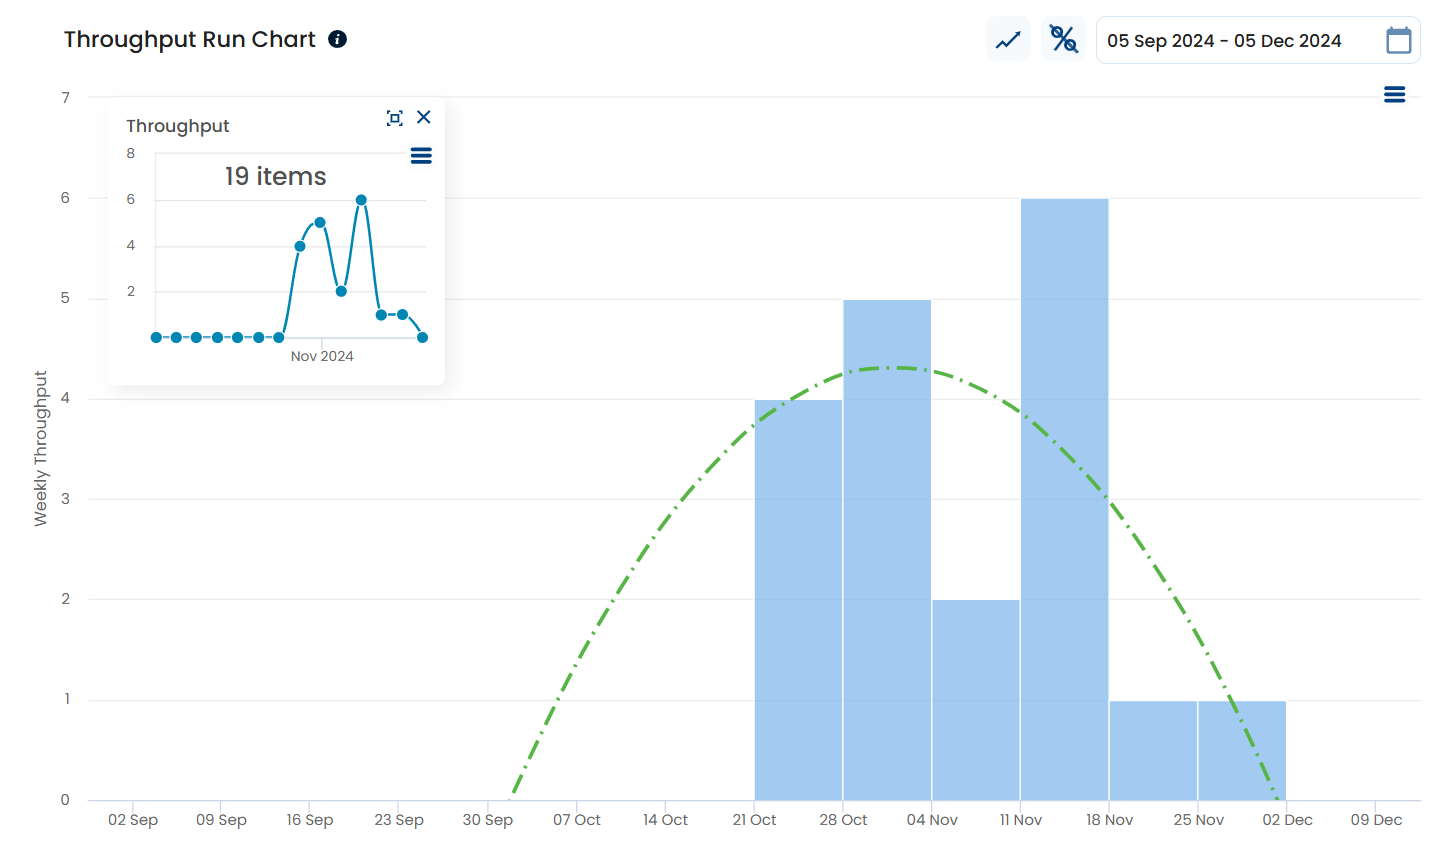 Throughput Run Chart
05 Sep 2024 - 05 Dec 2024
7
6
5
4
3
2
1
0
Weekly Throughput
Throughput
19 items
8
6
4
2
Nov 2024
02 Sep 09 Sep 16 Sep 23 Sep 30 Sep 07 Oct 14 Oct 21 Oct 28 Oct 04 Nov 11 Nov 18 Nov 25 Nov 02 Dec 09 Dec